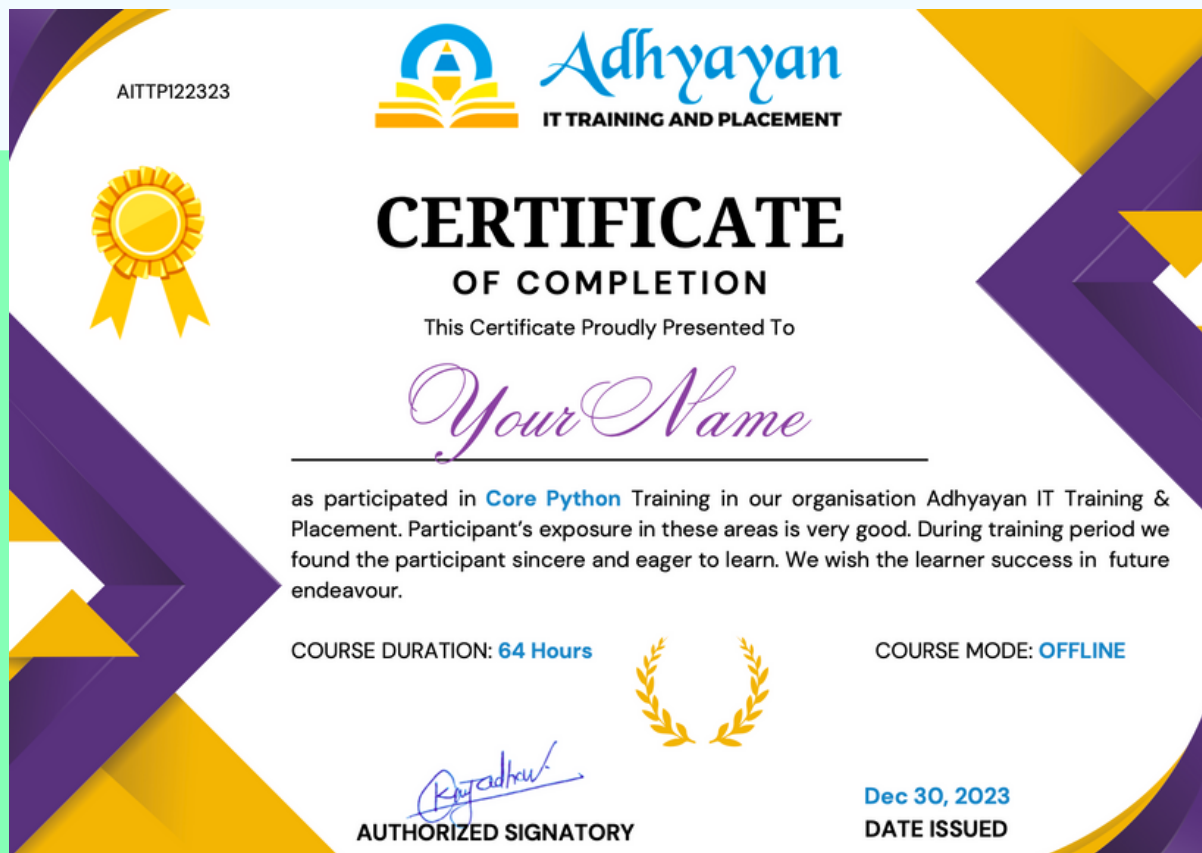 AITTP122323
Adhyayan
IT TRAINING AND PLACEMENT
CERTIFICATE
OF COMPLETION
This Certificate Proudly Presented To
Your Name
as participated in Core Python Training in our organisation Adhyayan IT Training &
Placement. Participant's exposure in these areas is very good. During training period we
found the participant sincere and eager to learn. We wish the learner success in future
endeavour.
COURSE DURATION: 64 Hours
COURSE MODE: OFFLINE
AUTHORIZED SIGNATORY
Dec 30, 2023
DATE ISSUED